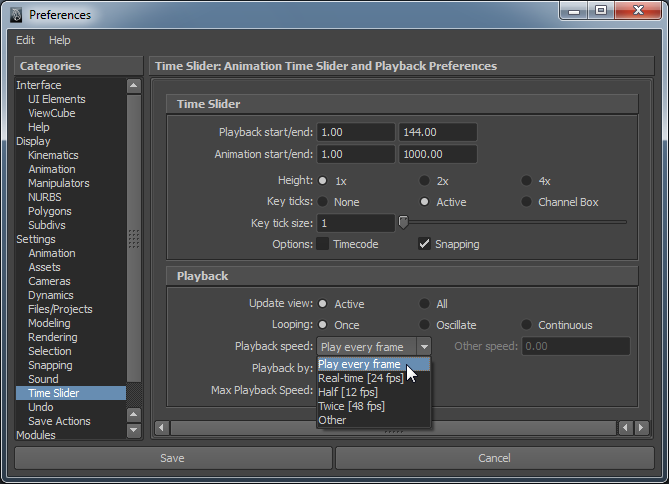 Preferences
Edit Help
Categories
Interface
UI Elements
ViewCube
Help
Display
Kinematics
Animation
Manipulators
NURBS
Polygons
Subdivs
Settings
Animation
Assets
Cameras
Dynamics
Files/Projects
Modeling
Rendering
Selection
Snapping
Sound
Time Slider
Undo
Save Actions
Modules
Time Slider: Animation Time Slider and Playback Preferences
Time Slider
Playback start/end: 1.00 144.00
Animation start/end: 1.00 1000.00
Height: 1x 2x 4x
Key ticks: None Active Channel Box
Key tick size: 1
Options: Timecode Snapping
Playback
Update view: Active All
Looping: Once Oscillate Continuous
Playback speed: Play every frame Other speed: 0.00
Play every frame
Playback by:
Real-time [24 fps]
Max Playback Speed: Half [12 fps]
Twice [48 fps]
Other
Save Cancel